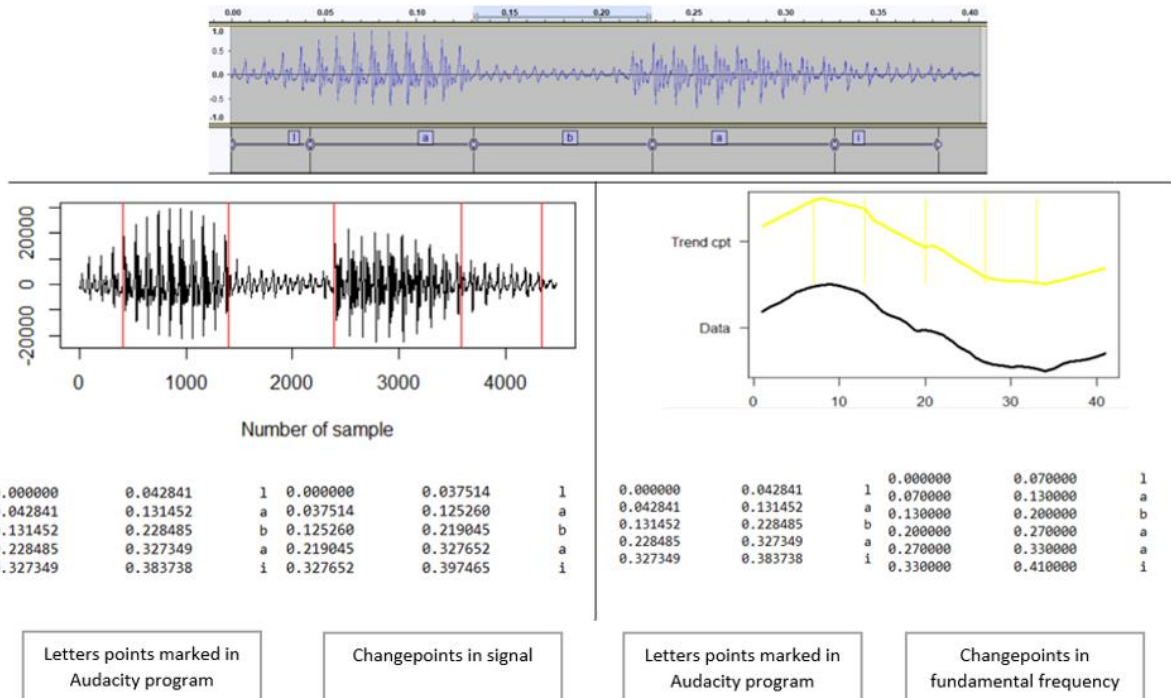 0.00 0.05 0.10 0.15 0.20 0.25 0.30 0.35 0.40
1.0
0.5
0.0
-0.5
-1.0
l a b a i
20000
0
-20000
0 1000 2000 3000 4000
Number of sample
Trend cpt
Data
0 10 20 30 40
.000000 0.042841 l 0.000000 0.037514 l
.042841 0.131452 a 0.037514 0.125260 a
.131452 0.228485 b 0.125260 0.219045 b
.228485 0.327349 a 0.219045 0.327652 a
.327349 0.383738 i 0.327652 0.397465 i
0.000000 0.042841 l
0.042841 0.131452 a
0.131452 0.228485 b
0.228485 0.327349 a
0.327349 0.383738 i
0.000000 0.070000 l
0.070000 0.130000 a
0.130000 0.200000 b
0.200000 0.270000 a
0.270000 0.330000 a
0.330000 0.410000 i
Letters points marked in
Audacity program
Changepoints in signal
Letters points marked in
Audacity program
Changepoints in
fundamental frequency